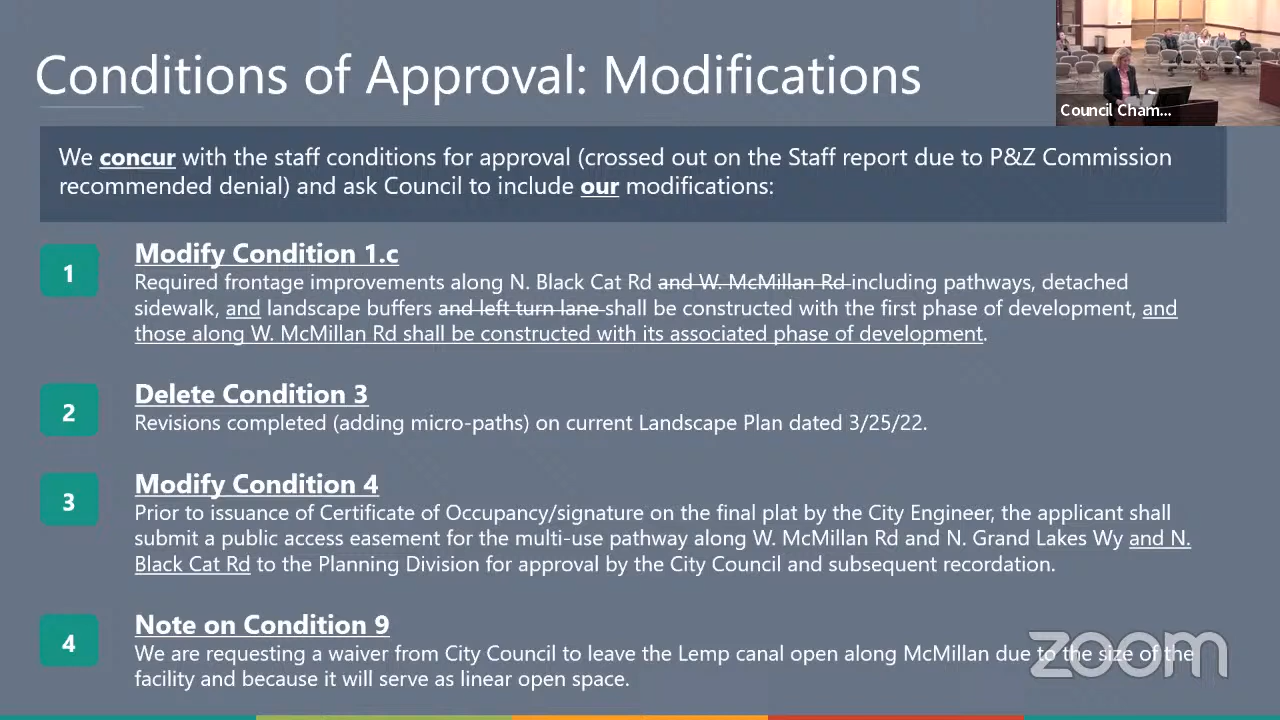 Conditions of Approval: Modifications
Council Cham...
We concur with the staff conditions for approval (crossed out on the Staff report due to P&Z Commission
recommended denial) and ask Council to include our modifications:
1
Modify Condition 1.c
Required frontage improvements along N. Black Cat Rd and W. McMillan Rd including pathways, detached
sidewalk, and landscape buffers and left turn lane shall be constructed with the first phase of development, and
those along W. McMillan Rd shall be constructed with its associated phase of development.
2
Delete Condition 3
Revisions completed (adding micro-paths) on current Landscape Plan dated 3/25/22.
3
Modify Condition 4
Prior to issuance of Certificate of Occupancy/signature on the final plat by the City Engineer, the applicant shall
submit a public access easement for the multi-use pathway along W. McMillan Rd and N. Grand Lakes Wy and N.
Black Cat Rd to the Planning Division for approval by the City Council and subsequent recordation.
4
Note on Condition 9
We are requesting a waiver from City Council to leave the Lemp canal open along McMillan due to the size of the
facility and because it will serve as linear open space.
zoom